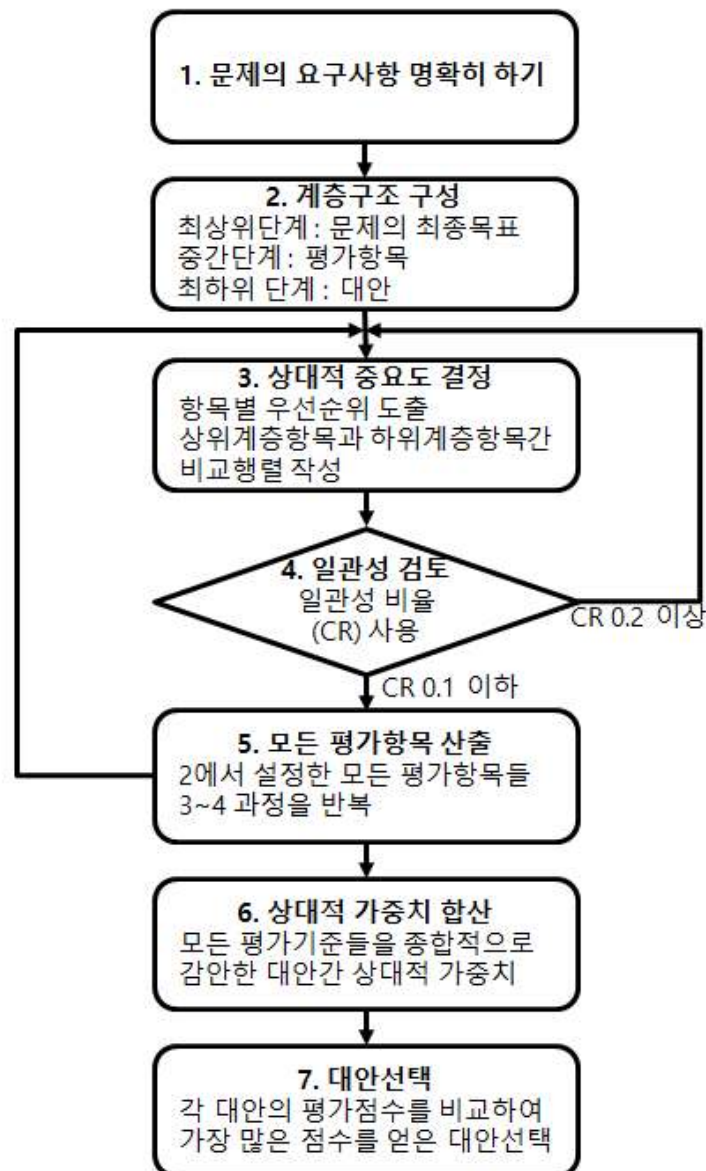 1. 문제의 요구사항 명확히 하기
2. 계층구조 구성
최상위단계 : 문제의 최종목표
중간단계 : 평가항목
최하위 단계 : 대안
3. 상대적 중요도 결정
항목별 우선순위 도출
상위계층항목과 하위계층항목간
비교행렬 작성
4. 일관성 검토
일관성 비율
(CR) 사용
CR 0.2 이상
CR 0.1 이하
5. 모든 평가항목 산출
2에서 설정한 모든 평가항목들
3~4 과정을 반복
6. 상대적 가중치 합산
모든 평가기준들을 종합적으로
감안한 대안간 상대적 가중치
7. 대안선택
각 대안의 평가점수를 비교하여
가장 많은 점수를 얻은 대안선택